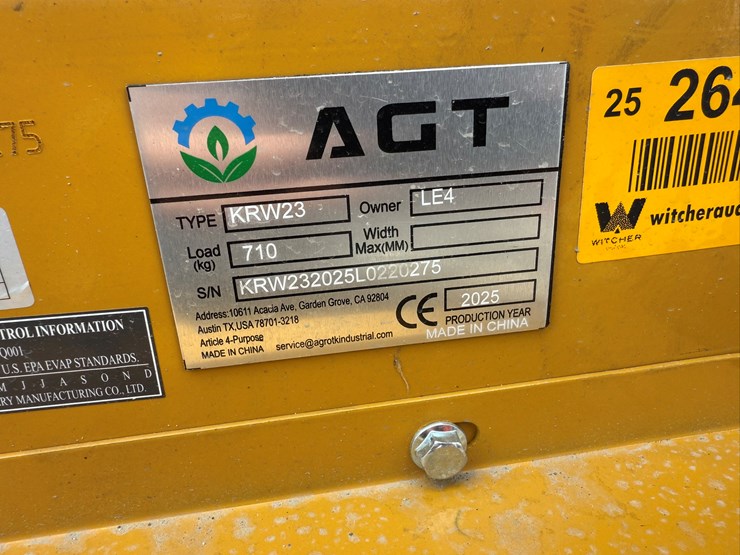 75
AGT
TYPE KRW23 Owner LE4
Load (kg) 710 Width Max(MM)
S/N KRW232025L0220275
Address:10611 Acacia Ave, Garden Grove, CA 92804
Austin TX,USA 78701-3218
Article 4-Purpose
MADE IN CHINA service@agrotkindustrial.com
CE 2025
PRODUCTION YEAR
MADE IN CHINA
25 264
WITCHER
witcherauc
TROL INFORMATION
Q001
U.S. EPA EVAP STANDARDS.
M J J A S O N D
RY MANUFACTURING CO., LTD.